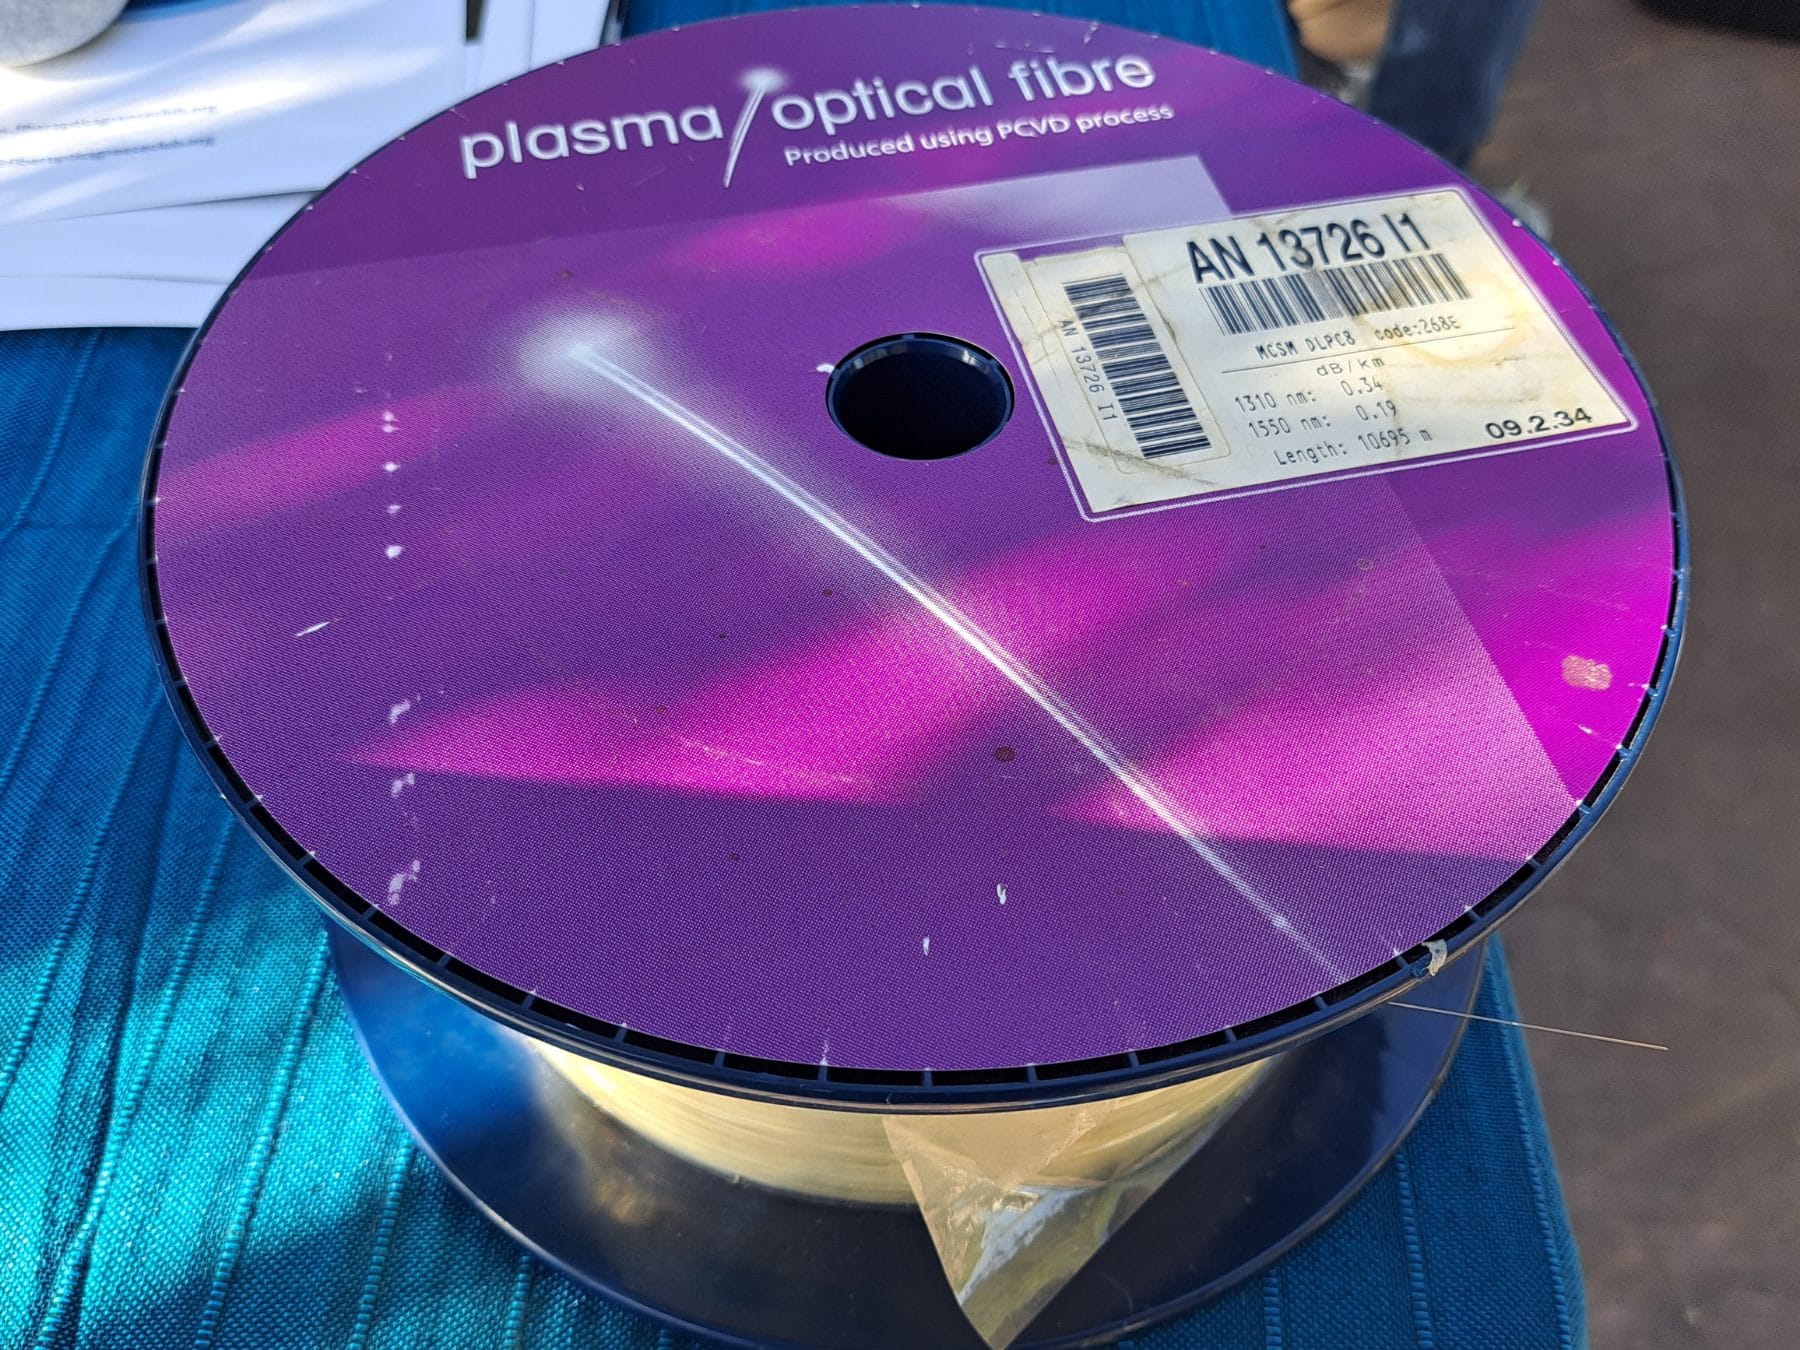 plasma optical fibre
Produced using PCVD process
AN 13726 I1
AN 13726 I1
MCSM DLPC8 code:268E
dB/km
1310 nm: 0.34
1550 nm: 0.19
Length: 10695 m
09.2.34